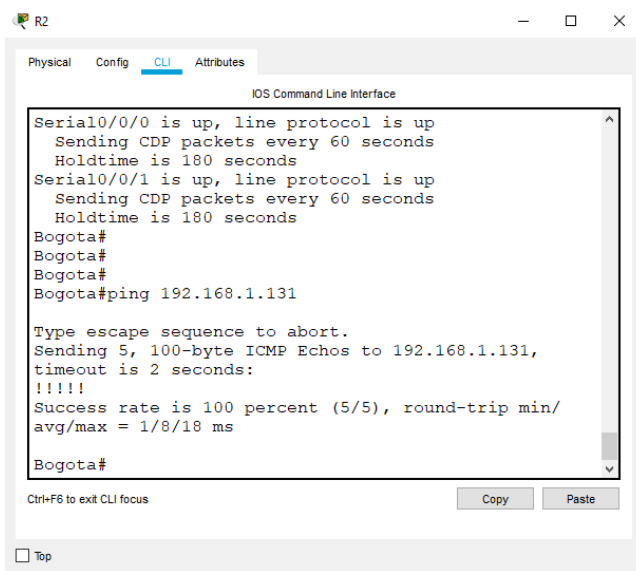 R2
Physical Config CLI Attributes
IOS Command Line Interface
Serial0/0/0 is up, line protocol is up
  Sending CDP packets every 60 seconds
  Holdtime is 180 seconds
Serial0/0/1 is up, line protocol is up
  Sending CDP packets every 60 seconds
  Holdtime is 180 seconds
Bogota#
Bogota#
Bogota#
Bogota#ping 192.168.1.131

Type escape sequence to abort.
Sending 5, 100-byte ICMP Echos to 192.168.1.131,
timeout is 2 seconds:
!!!!!
Success rate is 100 percent (5/5), round-trip min/
avg/max = 1/8/18 ms

Bogota#
Ctrl+F6 to exit CLI focus
Copy Paste
Top